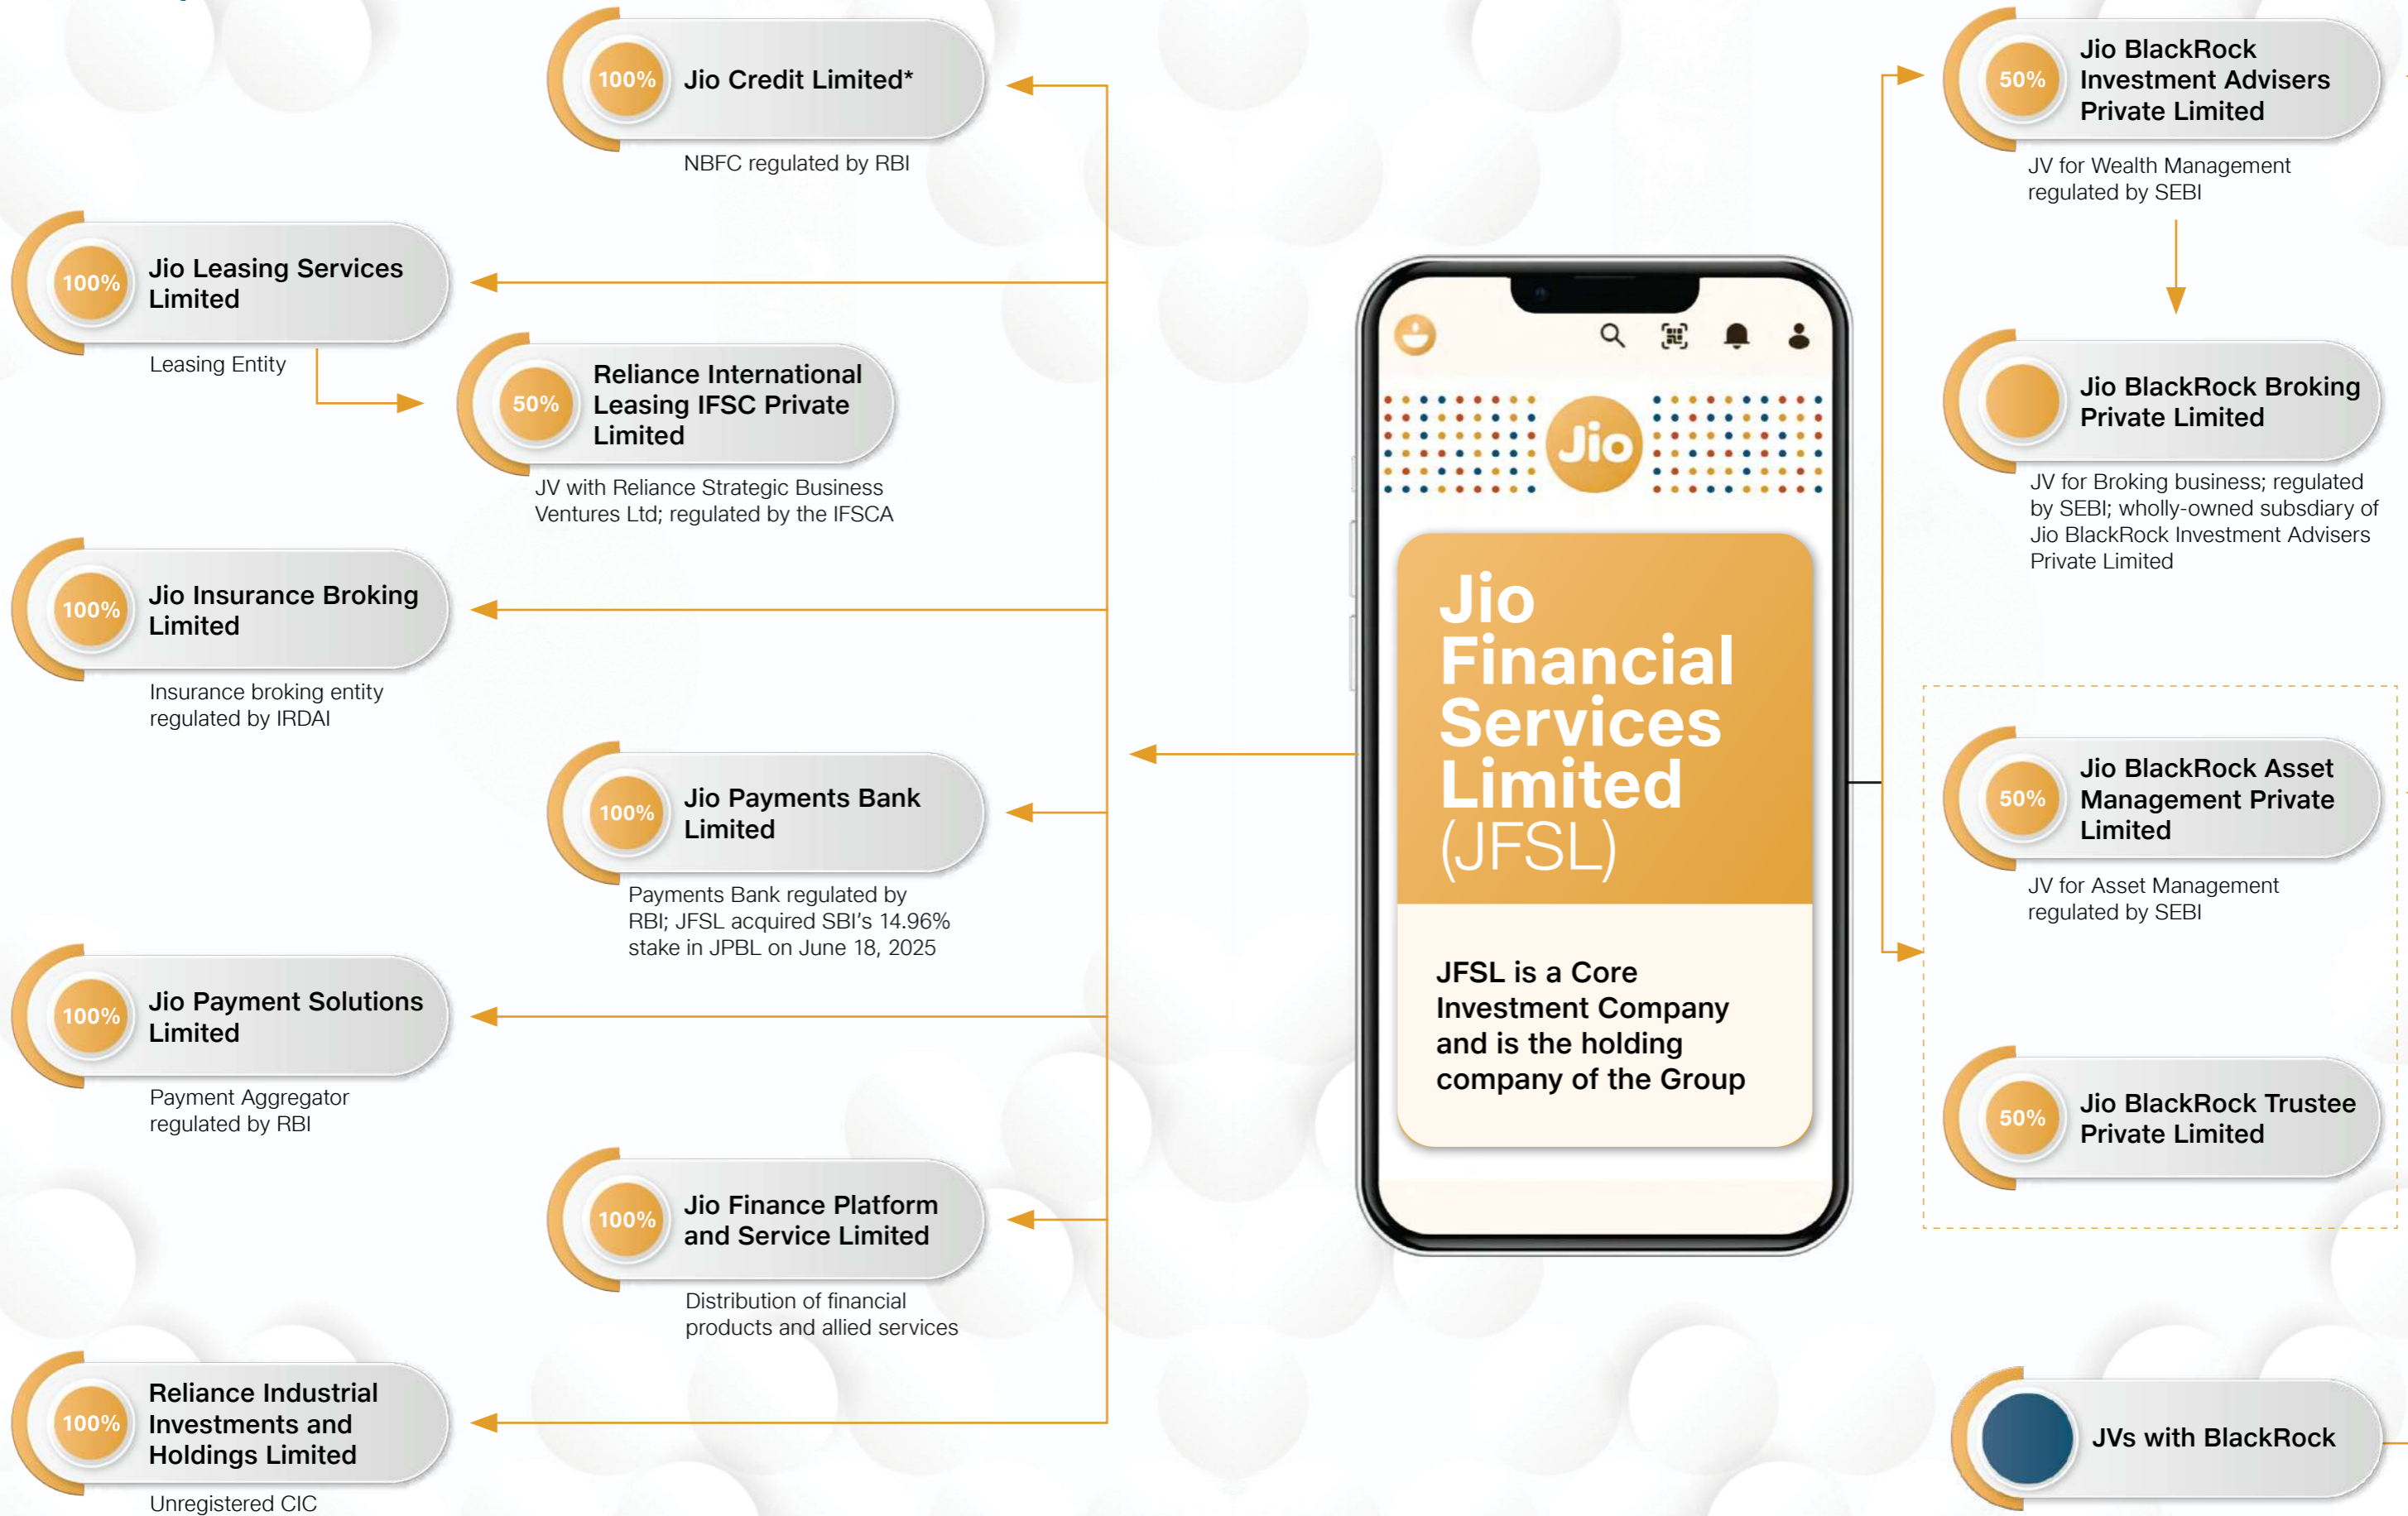 100%
Jio Credit Limited*
NBFC regulated by RBI
100%
Jio Leasing Services
Limited
Leasing Entity
50%
Reliance International
Leasing IFSC Private
Limited
JV with Reliance Strategic Business
Ventures Ltd; regulated by the IFSCA
100%
Jio Insurance Broking
Limited
Insurance broking entity
regulated by IRDAI
100%
Jio Payments Bank
Limited
Payments Bank regulated by
RBI; JFSL acquired SBI's 14.96%
stake in JPBL on June 18, 2025
100%
Jio Payment Solutions
Limited
Payment Aggregator
regulated by RBI
100%
Jio Finance Platform
and Service Limited
Distribution of financial
products and allied services
100%
Reliance Industrial
Investments and
Holdings Limited
Unregistered CIC
Jio
Jio
Financial
Services
Limited
(JFSL)
JFSL is a Core
Investment Company
and is the holding
company of the Group
50%
Jio BlackRock
Investment Advisers
Private Limited
JV for Wealth Management
regulated by SEBI
Jio BlackRock Broking
Private Limited
JV for Broking business; regulated
by SEBI; wholly-owned subsdiary of
Jio BlackRock Investment Advisers
Private Limited
50%
Jio BlackRock Asset
Management Private
Limited
JV for Asset Management
regulated by SEBI
50%
Jio BlackRock Trustee
Private Limited
JVs with BlackRock